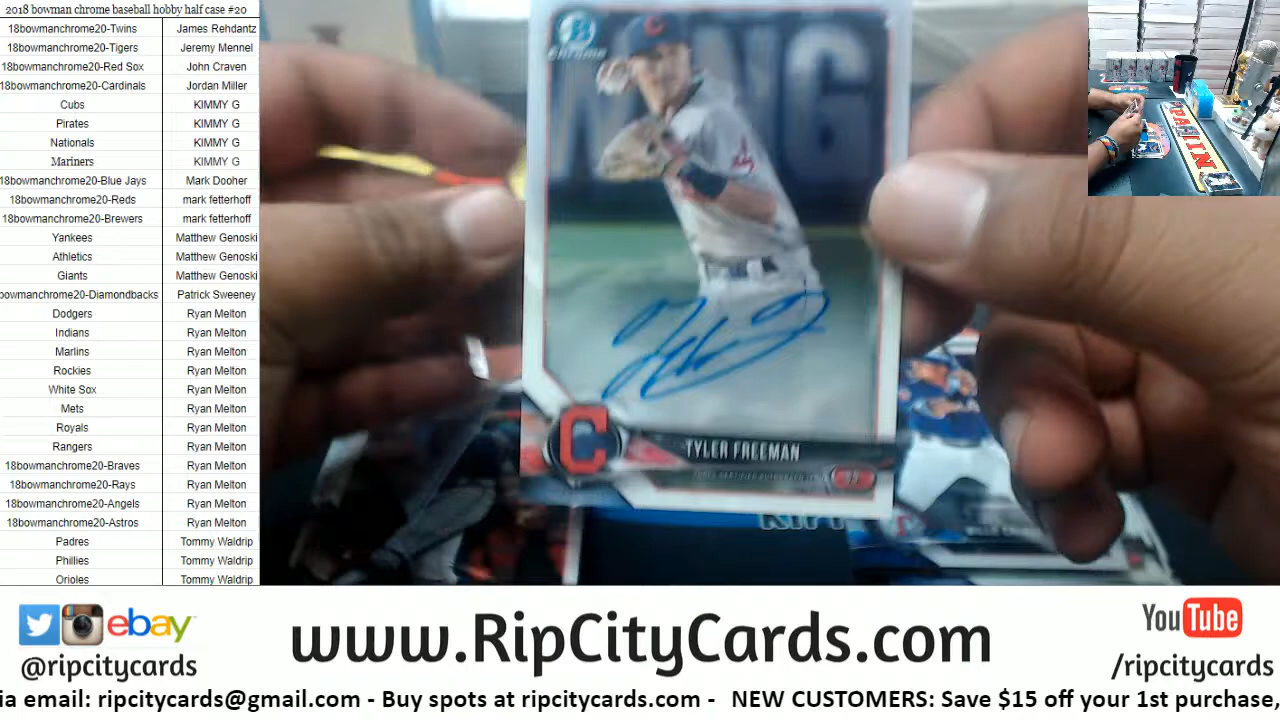 2018 bowman chrome baseball hobby half case #20
18bowmanchrome20-Twins James Rehdantz
18bowmanchrome20-Tigers Jeremy Mennel
18bowmanchrome20-Red Sox John Craven
18bowmanchrome20-Cardinals Jordan Miller
Cubs KIMMY G
Pirates KIMMY G
Nationals KIMMY G
Mariners KIMMY G
18bowmanchrome20-Blue Jays Mark Dooher
18bowmanchrome20-Reds mark fetterhoff
18bowmanchrome20-Brewers mark fetterhoff
Yankees Matthew Genoski
Athletics Matthew Genoski
Giants Matthew Genoski
bowmanchrome20-Diamondbacks Patrick Sweeney
Dodgers Ryan Melton
Indians Ryan Melton
Marlins Ryan Melton
Rockies Ryan Melton
White Sox Ryan Melton
Mets Ryan Melton
Royals Ryan Melton
Rangers Ryan Melton
18bowmanchrome20-Braves Ryan Melton
18bowmanchrome20-Rays Ryan Melton
18bowmanchrome20-Angels Ryan Melton
18bowmanchrome20-Astros Ryan Melton
Padres Tommy Waldrip
Phillies Tommy Waldrip
Orioles Tommy Waldrip
B
Chrome
NG
C
TYLER FREEMAN
PANINI
ebay
@ripcitycards
www.RipCityCards.com
YouTube
/ripcitycards
ia email: ripcitycards@gmail.com - Buy spots at ripcitycards.com - NEW CUSTOMERS: Save $15 off your 1st purchase,